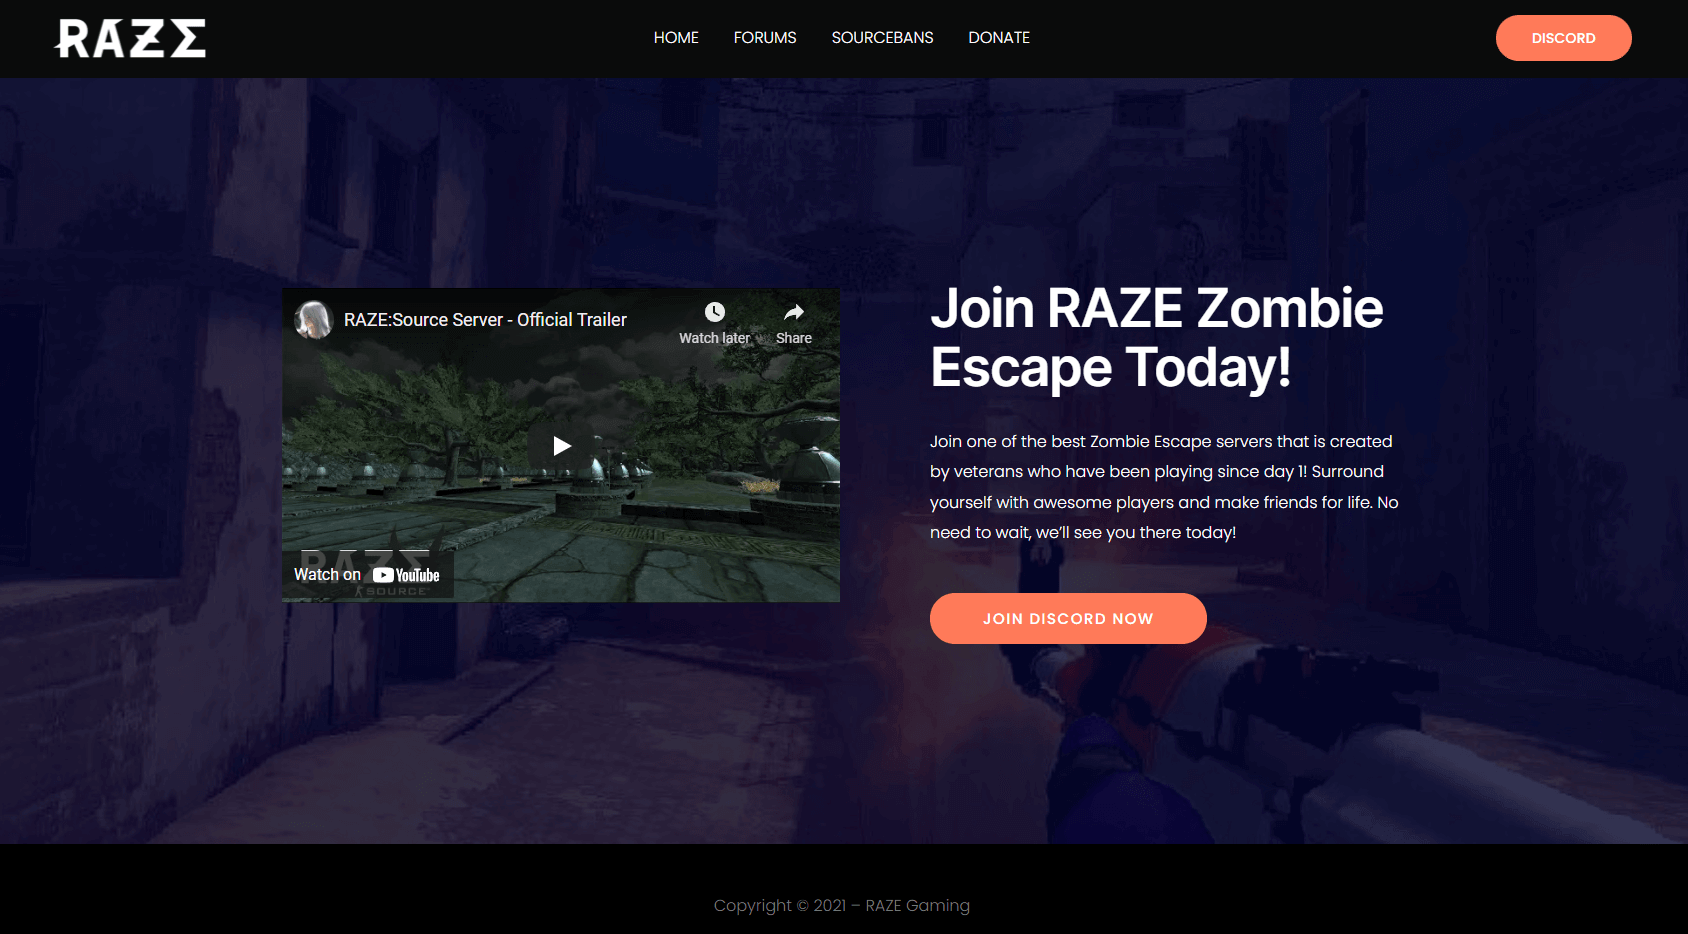 RAZE
HOME FORUMS SOURCEBANS DONATE
DISCORD
RAZE:Source Server - Official Trailer
Watch later
Share
RAZE
Watch on YouTube
SOURCE
Join RAZE Zombie
Escape Today!
Join one of the best Zombie Escape servers that is created
by veterans who have been playing since day 1! Surround
yourself with awesome players and make friends for life. No
need to wait, we’ll see you there today!
JOIN DISCORD NOW
Copyright © 2021 – RAZE Gaming